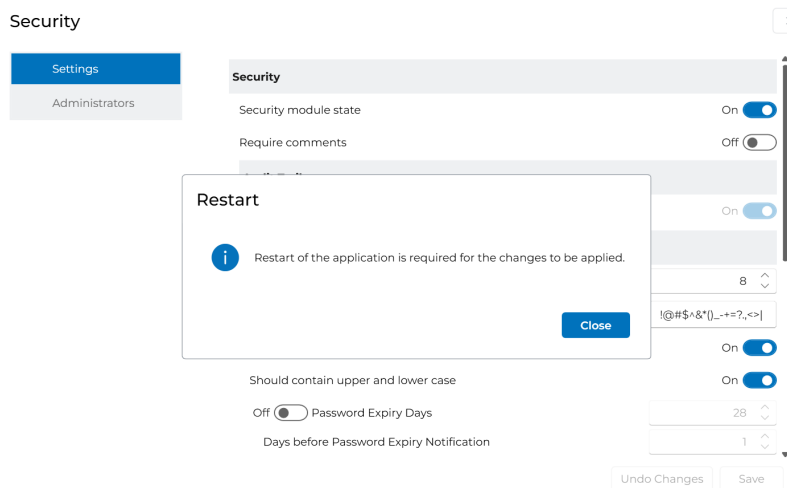 Security
Settings
Administrators
Security
Security module state On
Require comments Off
On
Restart
Restart of the application is required for the changes to be applied.
8
!@#$^&*()_-+=?.,<>|
Close
On
Should contain upper and lower case On
Off Password Expiry Days 28
Days before Password Expiry Notification 1
Undo Changes Save